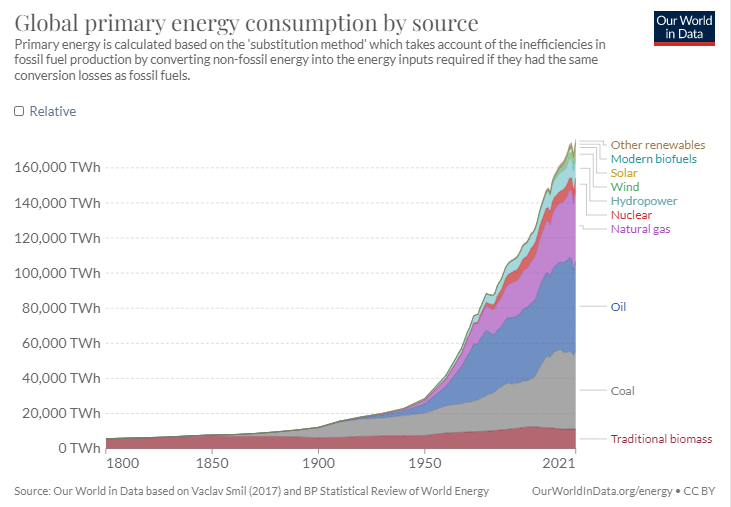 Global primary energy consumption by source
Our World
in Data
Primary energy is calculated based on the 'substitution method' which takes account of the inefficiencies in
fossil fuel production by converting non-fossil energy into the energy inputs required if they had the same
conversion losses as fossil fuels.
Relative
160,000 TWh
140,000 TWh
120,000 TWh
100,000 TWh
80,000 TWh
60,000 TWh
40,000 TWh
20,000 TWh
0 TWh
Other renewables
Modern biofuels
Solar
Wind
Hydropower
Nuclear
Natural gas
Oil
Coal
Traditional biomass
1800 1850 1900 1950 2021
Source: Our World in Data based on Vaclav Smil (2017) and BP Statistical Review of World Energy
OurWorldInData.org/energy • CC BY